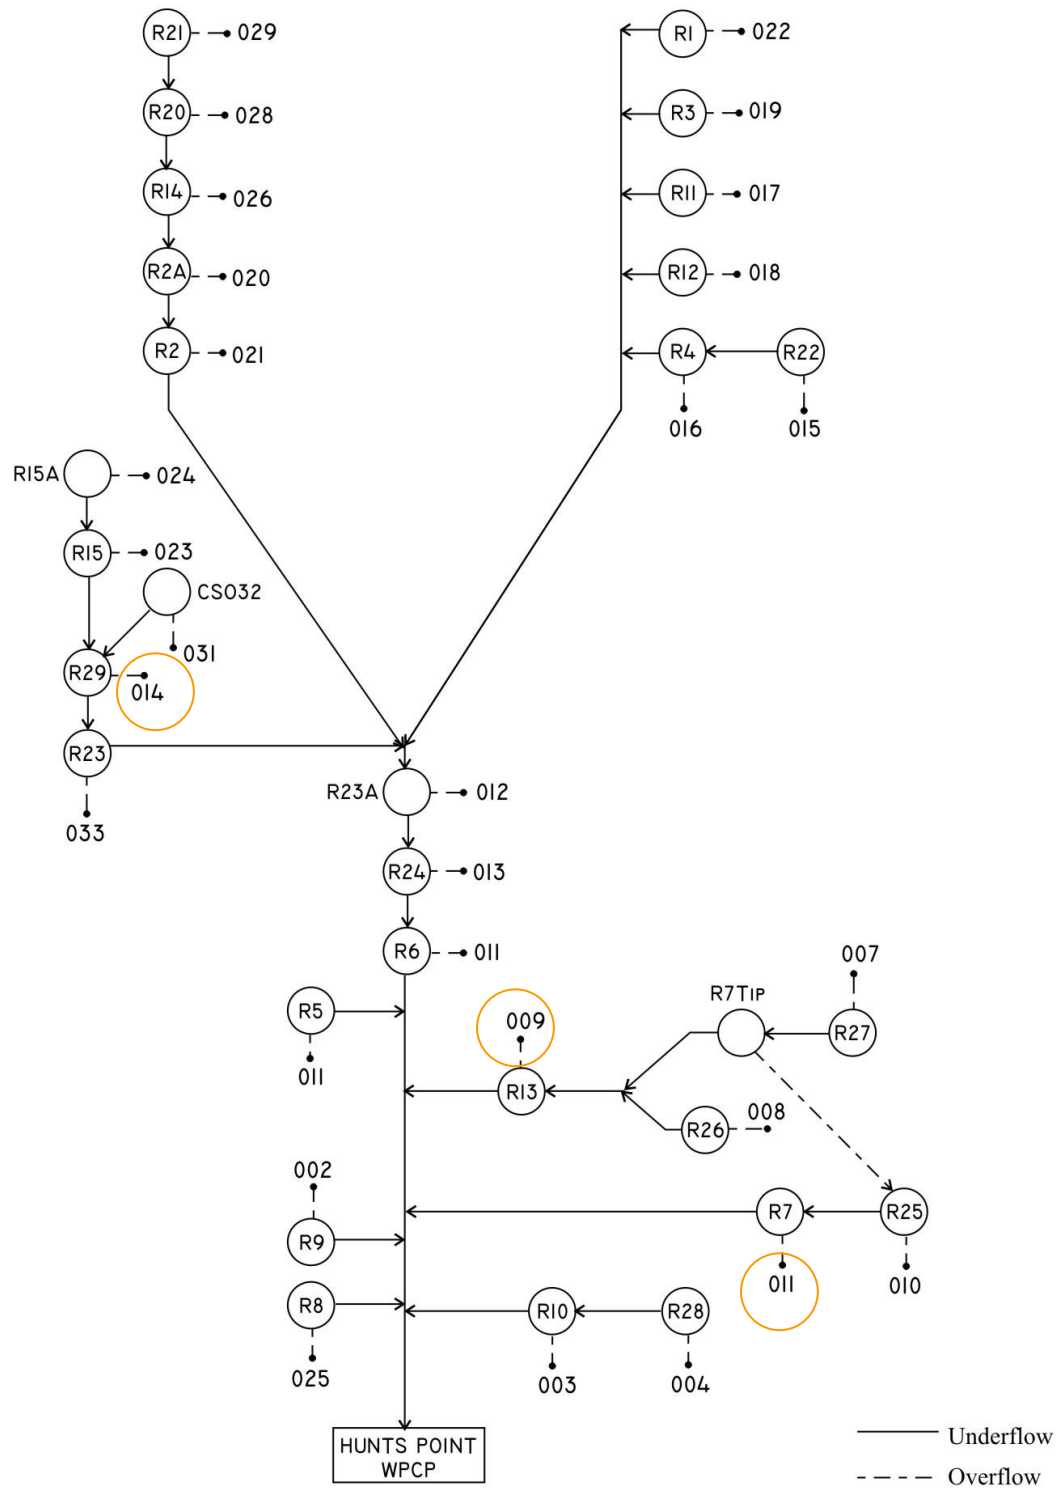 R21
029
R1
022
R20
028
R3
019
R14
026
R11
017
R2A
020
R12
018
R2
021
R4
R22
016
015
R15A
024
R15
023
CS032
031
R29
014
R23
033
R23A
012
R24
013
R6
011
R5
011
009
R13
R7TIP
007
R27
R26
008
002
R9
R7
R25
011
010
R8
025
R10
R28
003
004
HUNTS POINT
WPCP
Underflow
Overflow